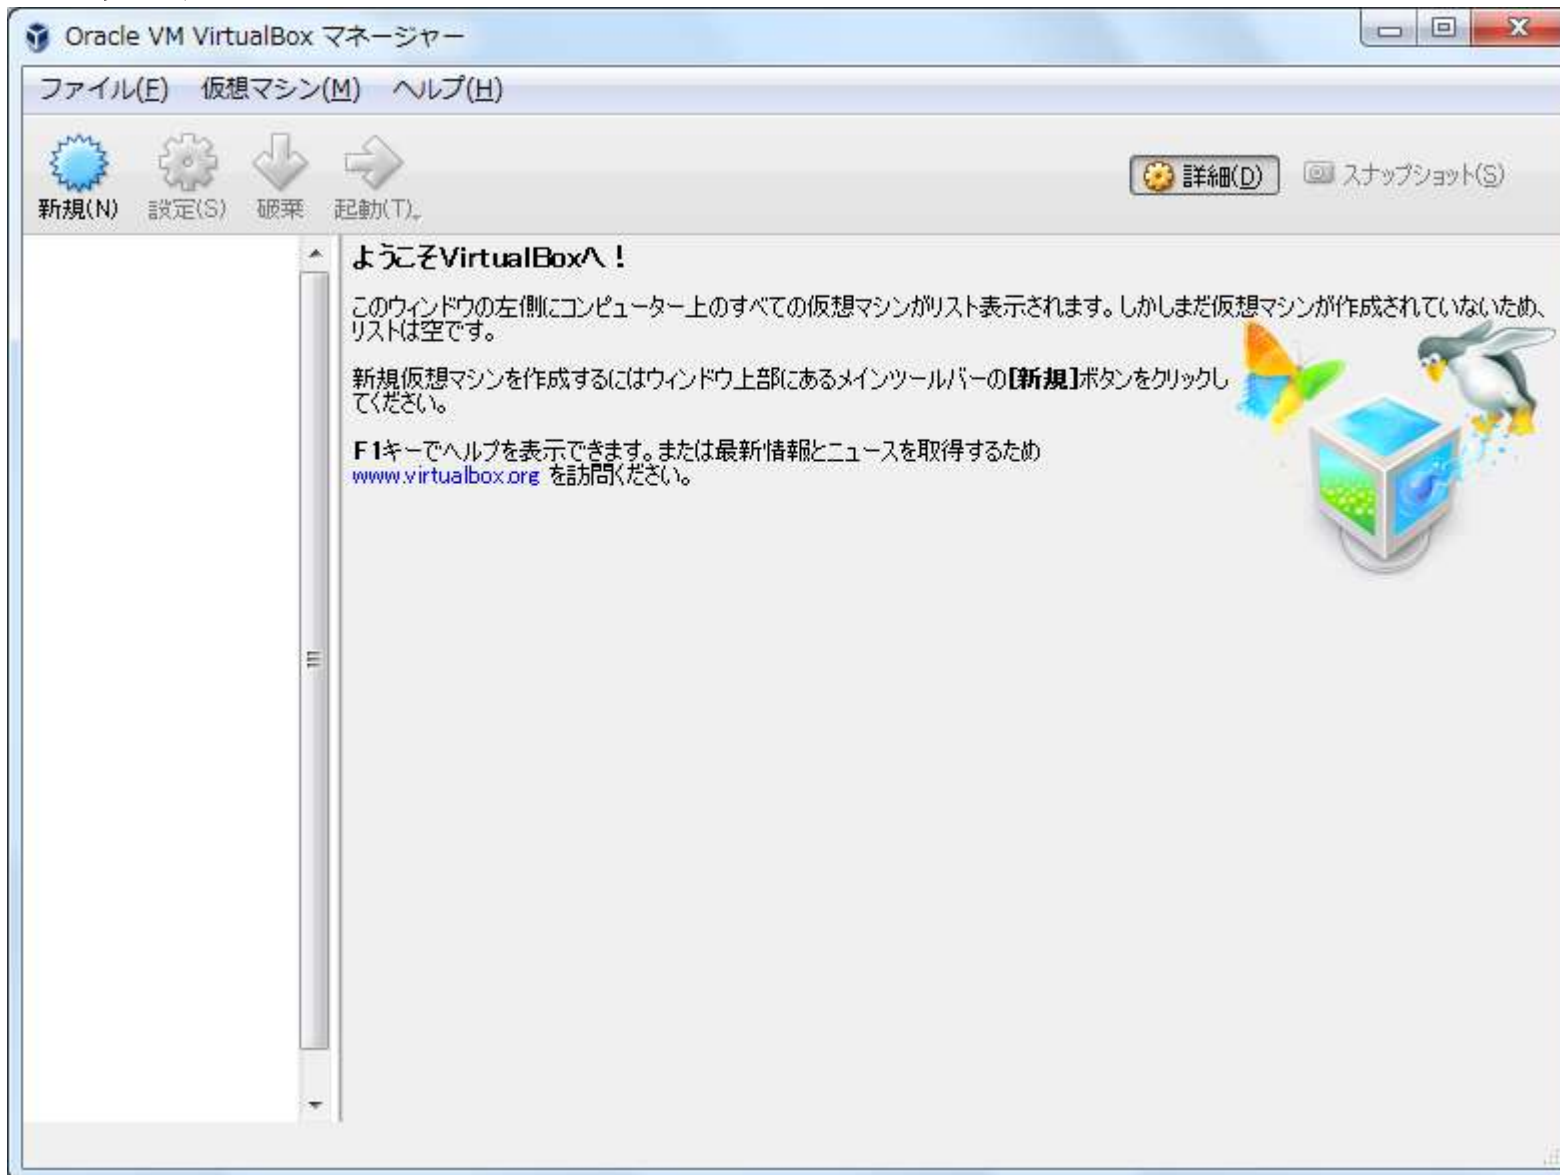 Oracle VM VirtualBox マネージャー
ファイル(F) 仮想マシン(M) ヘルプ(H)
新規(N) 設定(S) 破棄 起動(T) 詳細(D) スナップショット(S)
ようこそVirtualBoxへ！
このウィンドウの左側にコンピューター上のすべての仮想マシンがリスト表示されます。しかしまだ仮想マシンが作成されていないため、
リストは空です。
新規仮想マシンを作成するにはウィンドウ上部にあるメインツールバーの[新規]ボタンをクリックし
てください。
F1キーでヘルプを表示できます。または最新情報とニュースを取得するため
www.virtualbox.org を訪問ください。